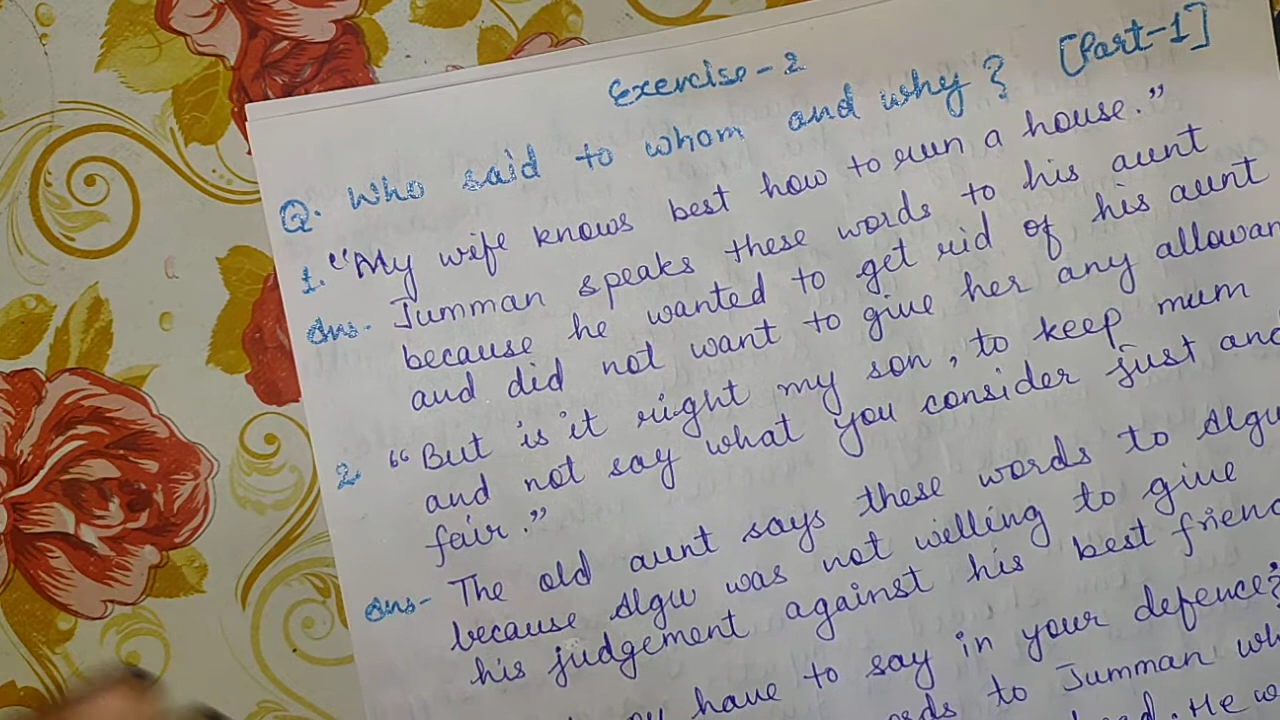 Exercise-2 [Part-1]
Q. Who said to whom and why?
1. "My wife knows best how to run a house."
Ans- Jumman speaks these words to his aunt
because he wanted to get rid of his aunt
and did not want to give her any allowan
2. "But is it right my son, to keep mum
and not say what you consider just and
fair."
Ans- The old aunt says these words to Algu
because Algu was not willing to give
his judgement against his best friend
have to say in your defence?
to Jumman
He